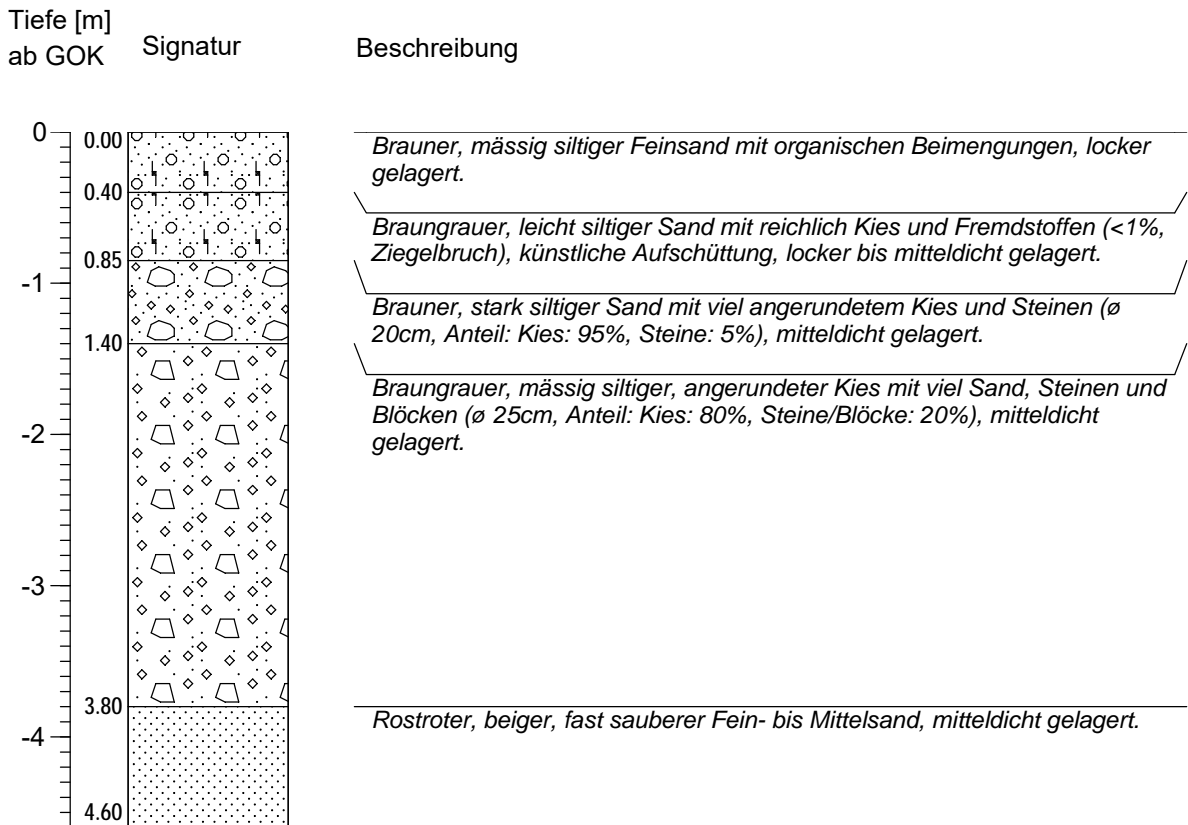 Tiefe [m]
ab GOK
Signatur
Beschreibung
0
0.00
Brauner, mässig siltiger Feinsand mit organischen Beimengungen, locker
gelagert.
0.40
Braungrauer, leicht siltiger Sand mit reichlich Kies und Fremdstoffen (<1%,
Ziegelbruch), künstliche Aufschüttung, locker bis mitteldicht gelagert.
0.85
-1
Brauner, stark siltiger Sand mit viel angerundetem Kies und Steinen (ø
20cm, Anteil: Kies: 95%, Steine: 5%), mitteldicht gelagert.
1.40
Braungrauer, mässig siltiger, angerundeter Kies mit viel Sand, Steinen und
Blöcken (ø 25cm, Anteil: Kies: 80%, Steine/Blöcke: 20%), mitteldicht
gelagert.
-2
-3
3.80
Rostroter, beiger, fast sauberer Fein- bis Mittelsand, mitteldicht gelagert.
-4
4.60